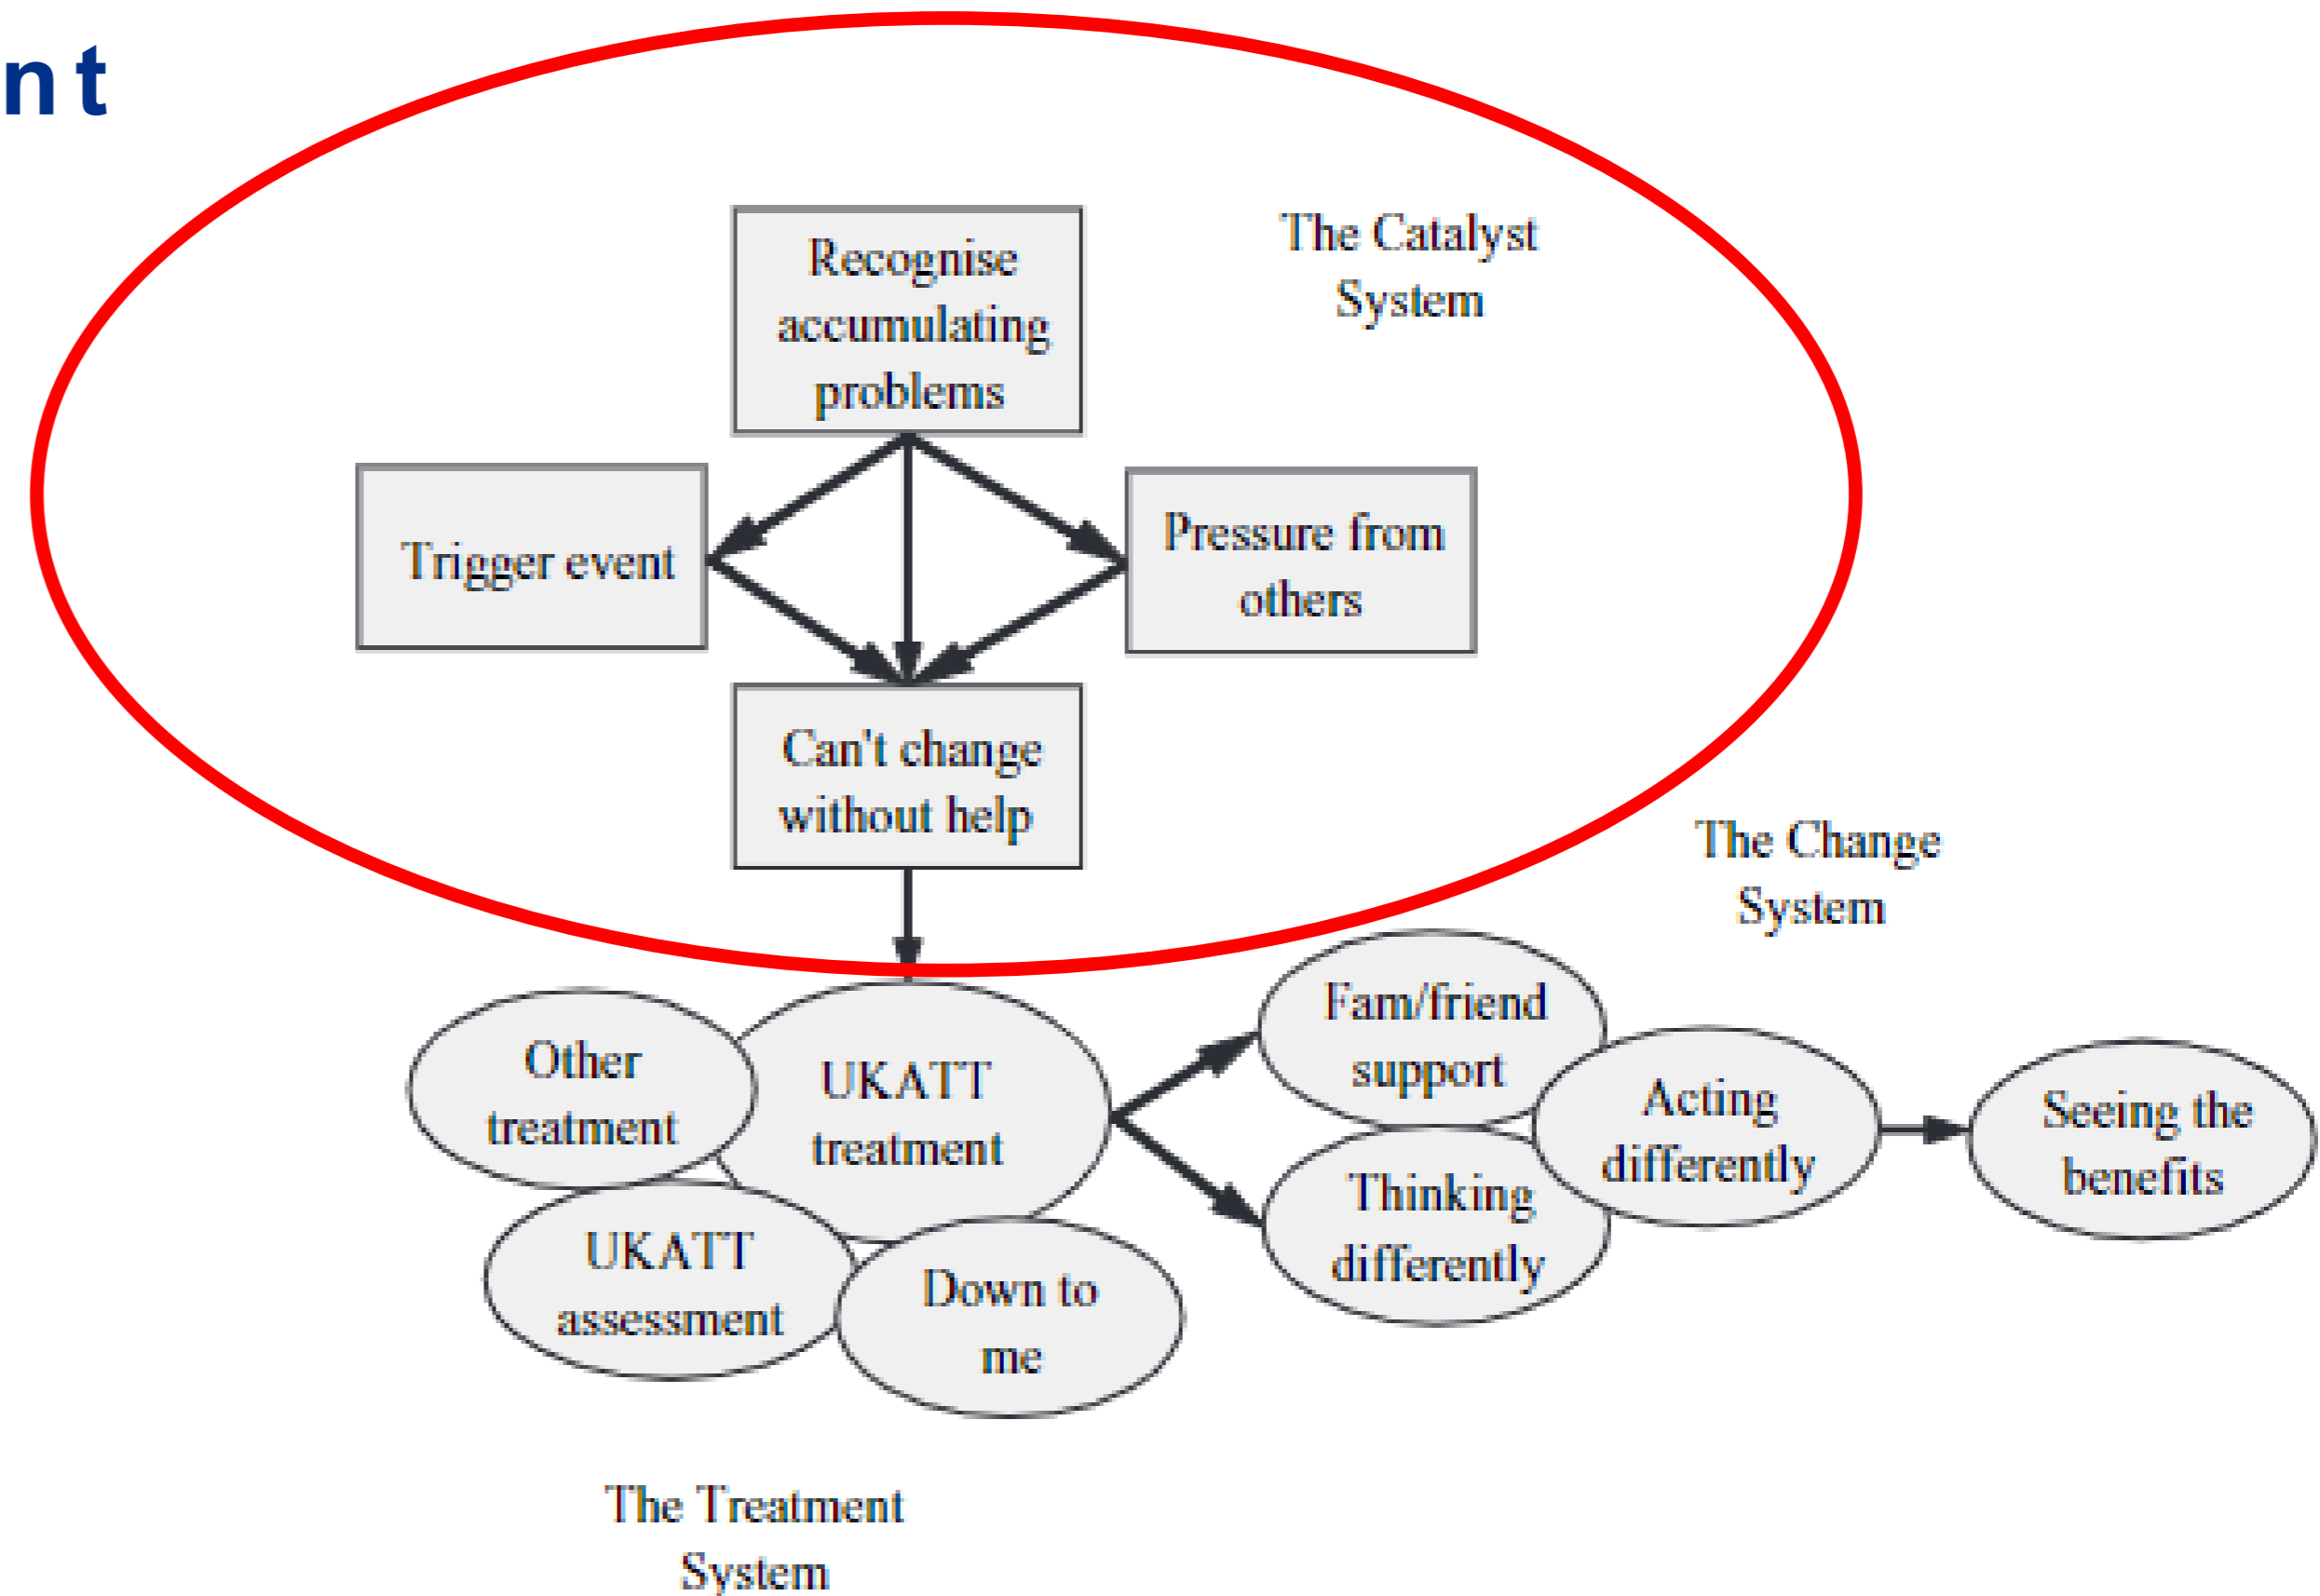 nt
The Catalyst
System
Recognise
accumulating
problems
Trigger event
Pressure from
others
Can't change
without help
The Change
System
Other
treatment
UKATT
treatment
Fam/friend
support
Acting
differently
Seeing the
benefits
Thinking
differently
UKATT
assessment
Down to
me
The Treatment
System